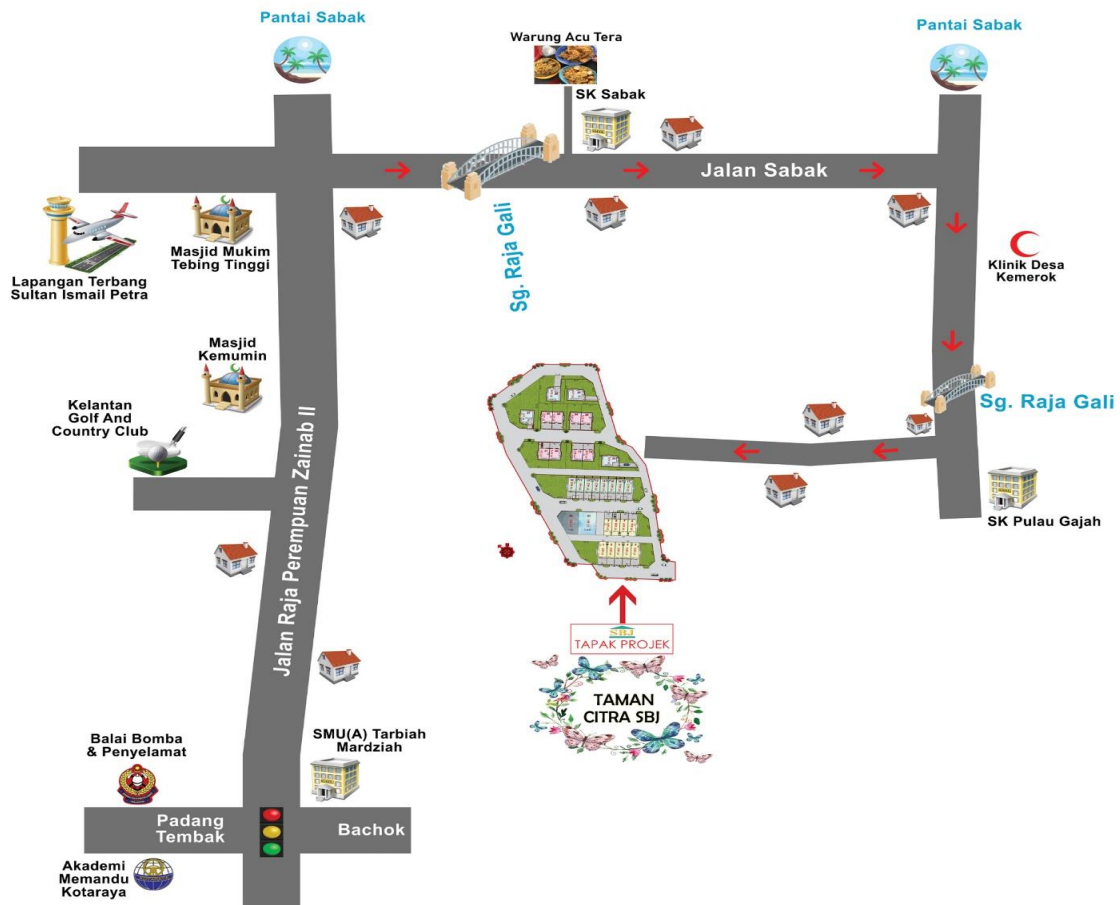 Pantai Sabak
Warung Acu Tera
Pantai Sabak
SK Sabak
Jalan Sabak
Sg. Raja Gali
Masjid Mukim
Tebing Tinggi
Lapangan Terbang
Sultan Ismail Petra
Klinik Desa
Kemerok
Masjid
Kemumin
Kelantan
Golf And
Country Club
Sg. Raja Gali
SK Pulau Gajah
Jalan Raja Perempuan Zainab II
SBJ
TAPAK PROJEK
TAMAN
CITRA SBJ
Balai Bomba
& Penyelamat
SMU(A) Tarbiah
Mardziah
Padang
Tembak
Bachok
Akademi
Memandu
Kotaraya